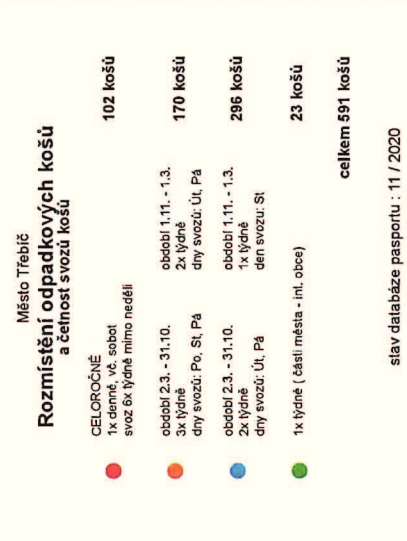 Město Třebíč
Rozmístění odpadkových košů
a četnost svozů košů
CELOROČNĚ
1x denně, vč. sobot
svoz 6x týdně mimo neděli
102 košů
období 2.3. - 31.10.
3x týdně
dny svozů: Po, St, Pá
období 1.11. - 1.3.
2x týdně
dny svozů: Út, Pá
170 košů
období 2.3. - 31.10.
2x týdně
dny svozů: Út, Pá
období 1.11. - 1.3.
1x týdně
den svozu: St
296 košů
1x týdně ( části města - int. obce)
23 košů
celkem 591 košů
stav databáze pasportu : 11 / 2020